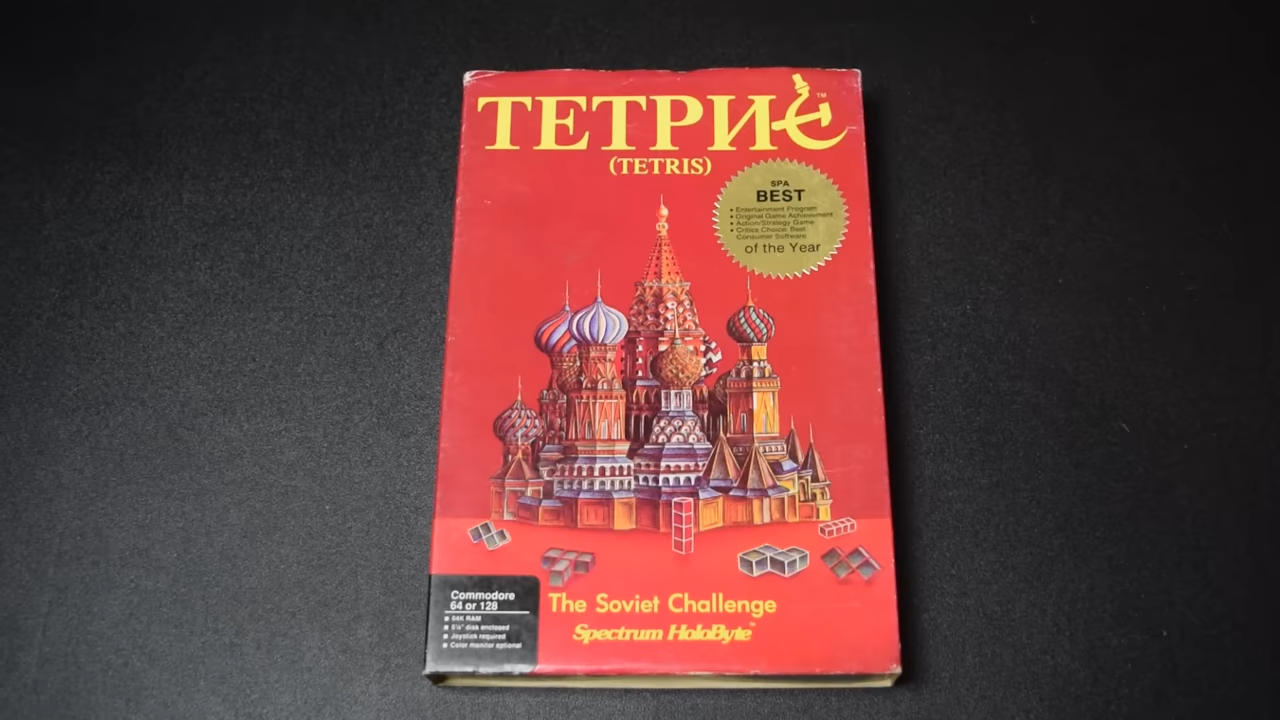 ТЕТРИС™
(TETRIS)
SPA
BEST
• Entertainment Program
• Original Game Achievement
• Action/Strategy Game
• Critics Choice: Best
Consumer Software
of the Year
Commodore
64 or 128
■ 64K RAM
■ 5¼" disk enclosed
■ Joystick required
■ Color monitor optional
The Soviet Challenge
Spectrum HoloByte™